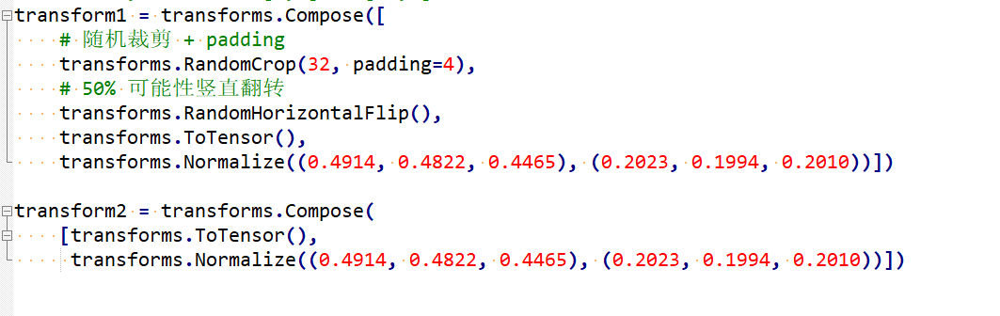 transform1 = transforms.Compose([
# 随机裁剪 + padding
transforms.RandomCrop(32, padding=4),
# 50% 可能性竖直翻转
transforms.RandomHorizontalFlip(),
transforms.ToTensor(),
transforms.Normalize((0.4914, 0.4822, 0.4465), (0.2023, 0.1994, 0.2010))])
transform2 = transforms.Compose(
[transforms.ToTensor(),
transforms.Normalize((0.4914, 0.4822, 0.4465), (0.2023, 0.1994, 0.2010))])